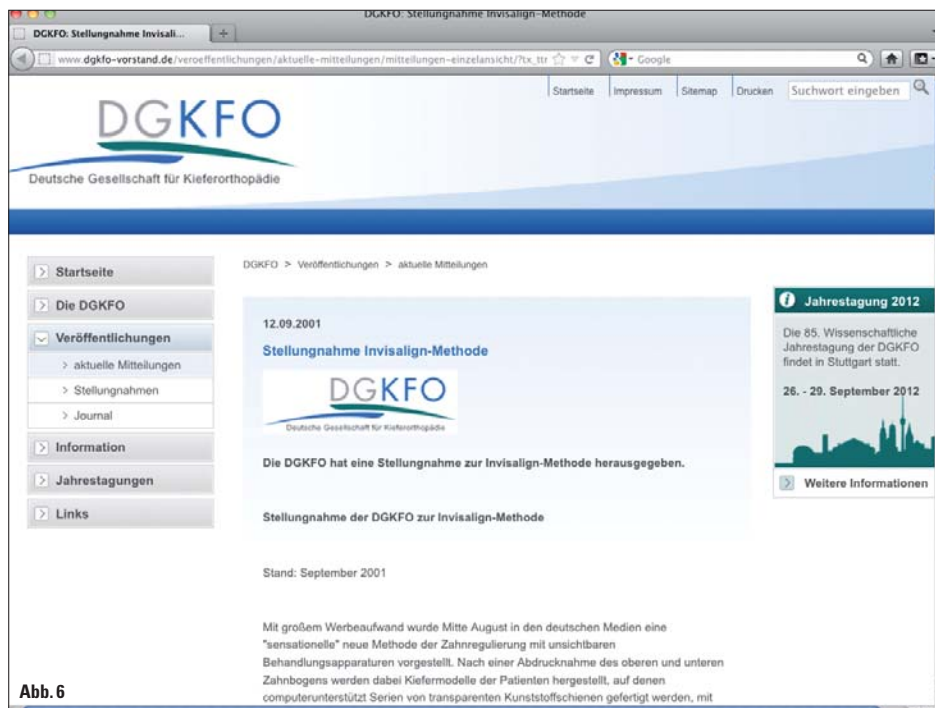 DGKFO: Stellungnahme Invisalign-Methode
DGKFO: Stellungnahme Invisali...
www.dgkfo-vorstand.de/veroeffentlichungen/aktuelle-mitteilungen/mitteilungen-einzelansicht/?tx_ttr
Google
Startseite
Impressum
Sitemap
Drucken
Suchwort eingeben
DGKFO
Deutsche Gesellschaft für Kieferorthopädie
Startseite
Die DGKFO
Veröffentlichungen
> aktuelle Mitteilungen
> Stellungnahmen
> Journal
Information
Jahrestagungen
Links
DGKFO > Veröffentlichungen > aktuelle Mitteilungen
12.09.2001
Stellungnahme Invisalign-Methode
DGKFO
Deutsche Gesellschaft für Kieferorthopädie
Die DGKFO hat eine Stellungnahme zur Invisalign-Methode herausgegeben.
Stellungnahme der DGKFO zur Invisalign-Methode
Stand: September 2001
Mit großem Werbeaufwand wurde Mitte August in den deutschen Medien eine
"sensationelle" neue Methode der Zahnregulierung mit unsichtbaren
Behandlungsapparaturen vorgestellt. Nach einer Abdrucknahme des oberen und unteren
Zahnbogens werden dabei Kiefermodelle der Patienten hergestellt, auf denen
computerunterstützt Serien von transparenten Kunststoffschienen gefertigt werden, mit
Jahrestagung 2012
Die 85. Wissenschaftliche
Jahrestagung der DGKFO
findet in Stuttgart statt.
26. - 29. September 2012
Weitere Informationen
Abb. 6